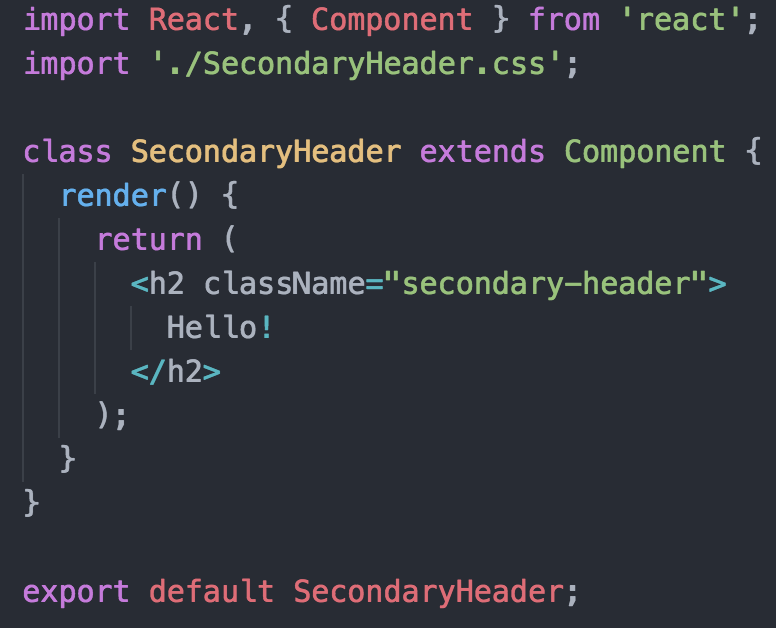 import React, { Component } from 'react';
import './SecondaryHeader.css';

class SecondaryHeader extends Component {
  render() {
    return (
      <h2 className="secondary-header">
        Hello!
      </h2>
    );
  }
}

export default SecondaryHeader;